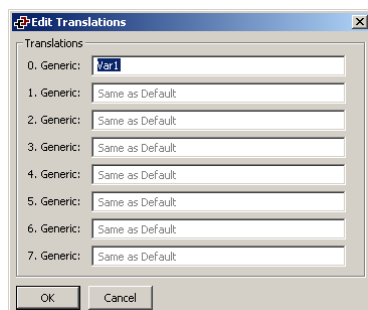 Edit Translations
Translations
0. Generic: Var1
1. Generic: Same as Default
2. Generic: Same as Default
3. Generic: Same as Default
4. Generic: Same as Default
5. Generic: Same as Default
6. Generic: Same as Default
7. Generic: Same as Default
OK Cancel